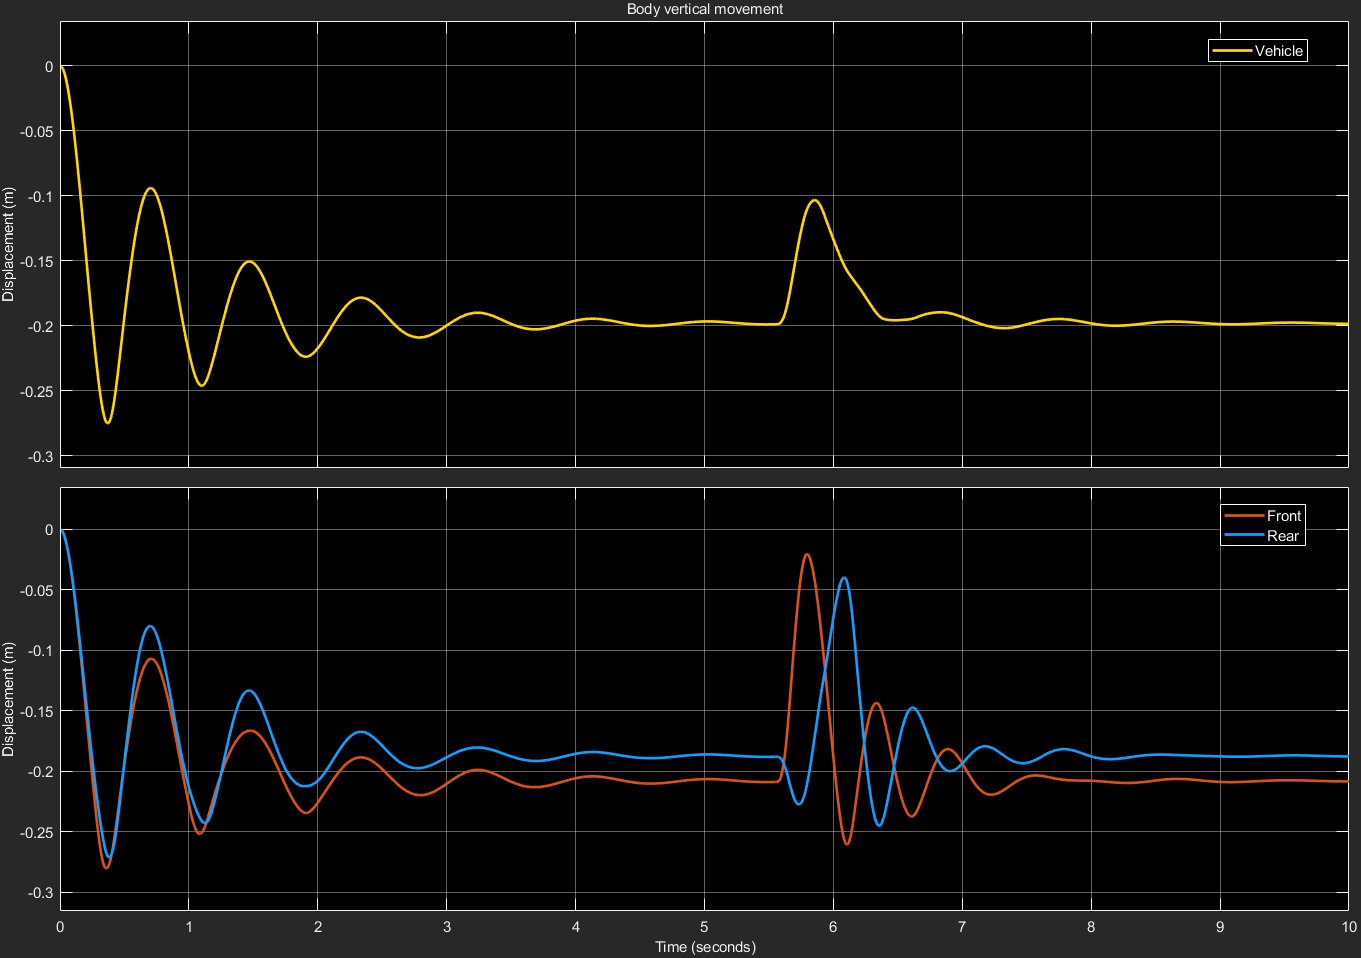 Body vertical movement
Vehicle
0
-0.05
-0.1
-0.15
-0.2
-0.25
-0.3
Displacement (m)
Front
Rear
0
-0.05
-0.1
-0.15
-0.2
-0.25
-0.3
Displacement (m)
0 1 2 3 4 5 6 7 8 9 10
Time (seconds)